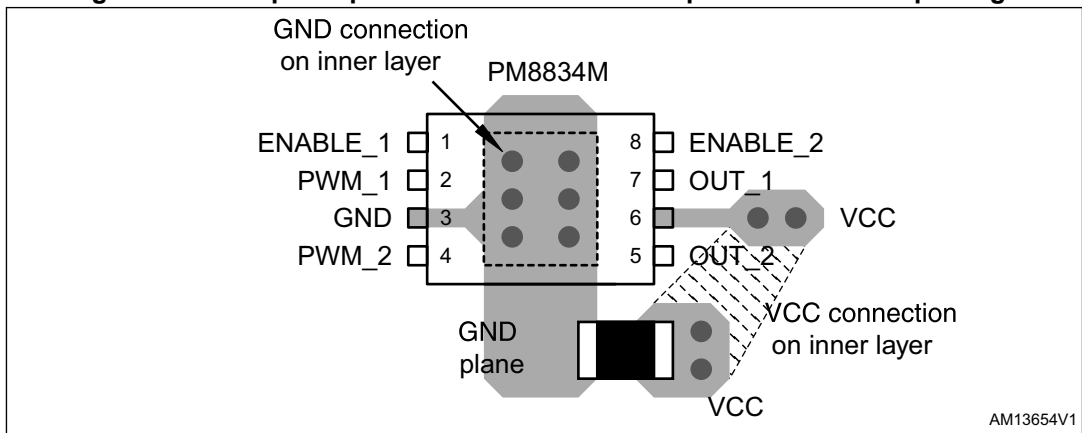 GND connection
on inner layer
PM8834M
ENABLE_1 1 8 ENABLE_2
PWM_1 2 7 OUT_1
GND 3 6 VCC
PWM_2 4 5 OUT_2
GND
plane
VCC connection
on inner layer
VCC
AM13654V1